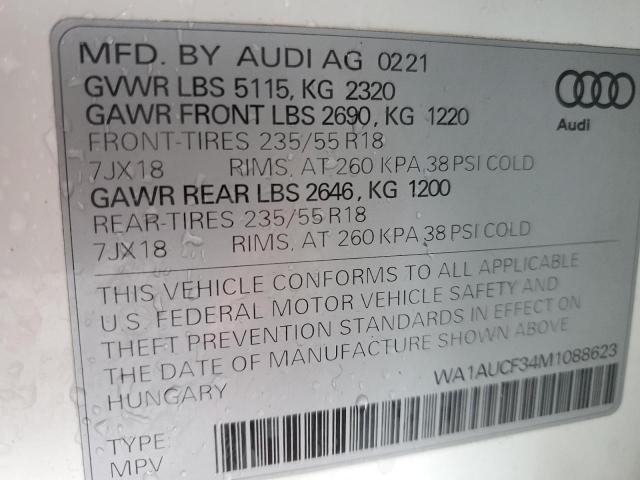 MFD. BY AUDI AG 0221
GVWR LBS 5115, KG 2320
GAWR FRONT LBS 2690, KG 1220
FRONT-TIRES 235/55 R18
7JX18 RIMS, AT 260 KPA, 38 PSI COLD
GAWR REAR LBS 2646, KG 1200
REAR-TIRES 235/55 R18
7JX18 RIMS, AT 260 KPA, 38 PSI COLD
Audi
THIS VEHICLE CONFORMS TO ALL APPLICABLE
U.S. FEDERAL MOTOR VEHICLE SAFETY AND
THEFT PREVENTION STANDARDS IN EFFECT ON
THE DATE OF MANUFACTURE SHOWN ABOVE
HUNGARY
WA1AUCF34M1088623
TYPE:
MPV